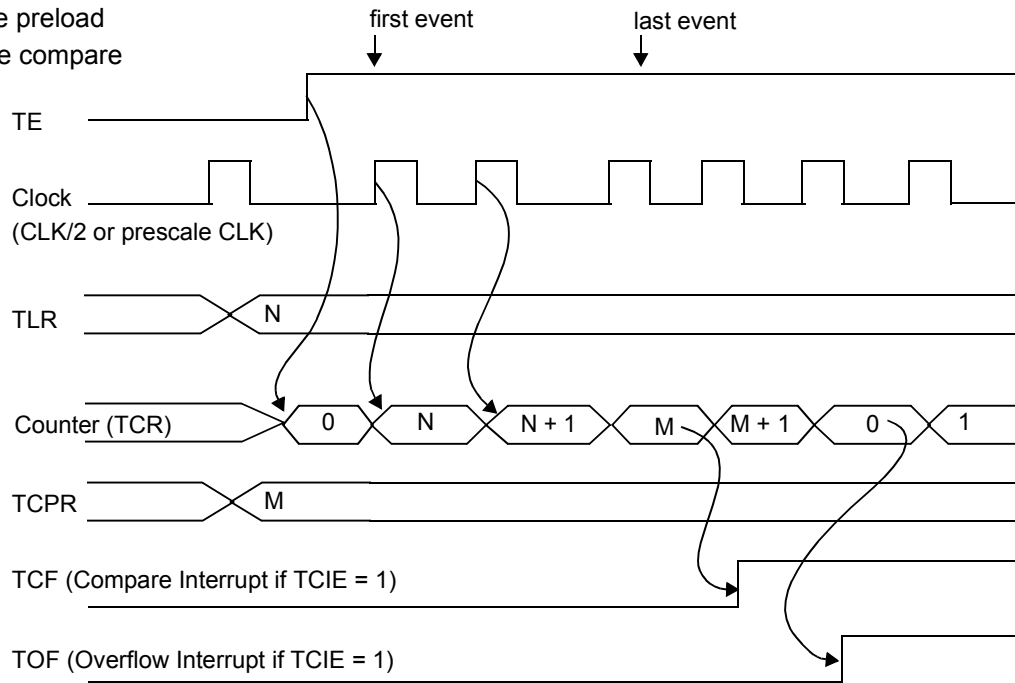 e preload
e compare
first event
last event
TE
Clock
(CLK/2 or prescale CLK)
TLR
N
Counter (TCR)
0
N
N + 1
M
M + 1
0
1
TCPR
M
TCF (Compare Interrupt if TCIE = 1)
TOF (Overflow Interrupt if TCIE = 1)